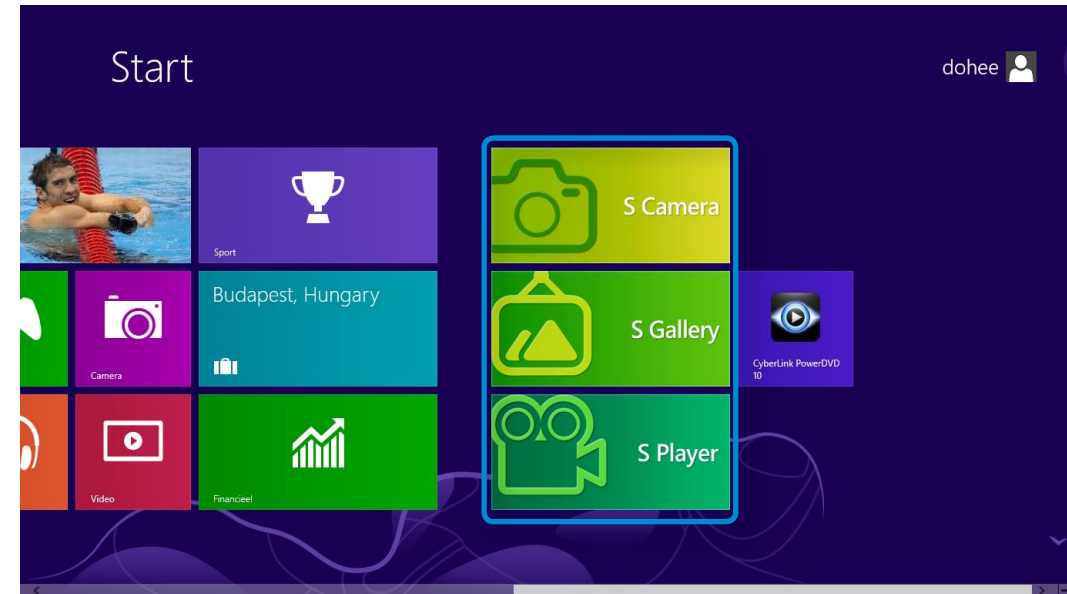 Start
dohee
Sport
S Camera
Budapest, Hungary
Camera
S Gallery
CyberLink PowerDVD
10
Video
Financieel
S Player